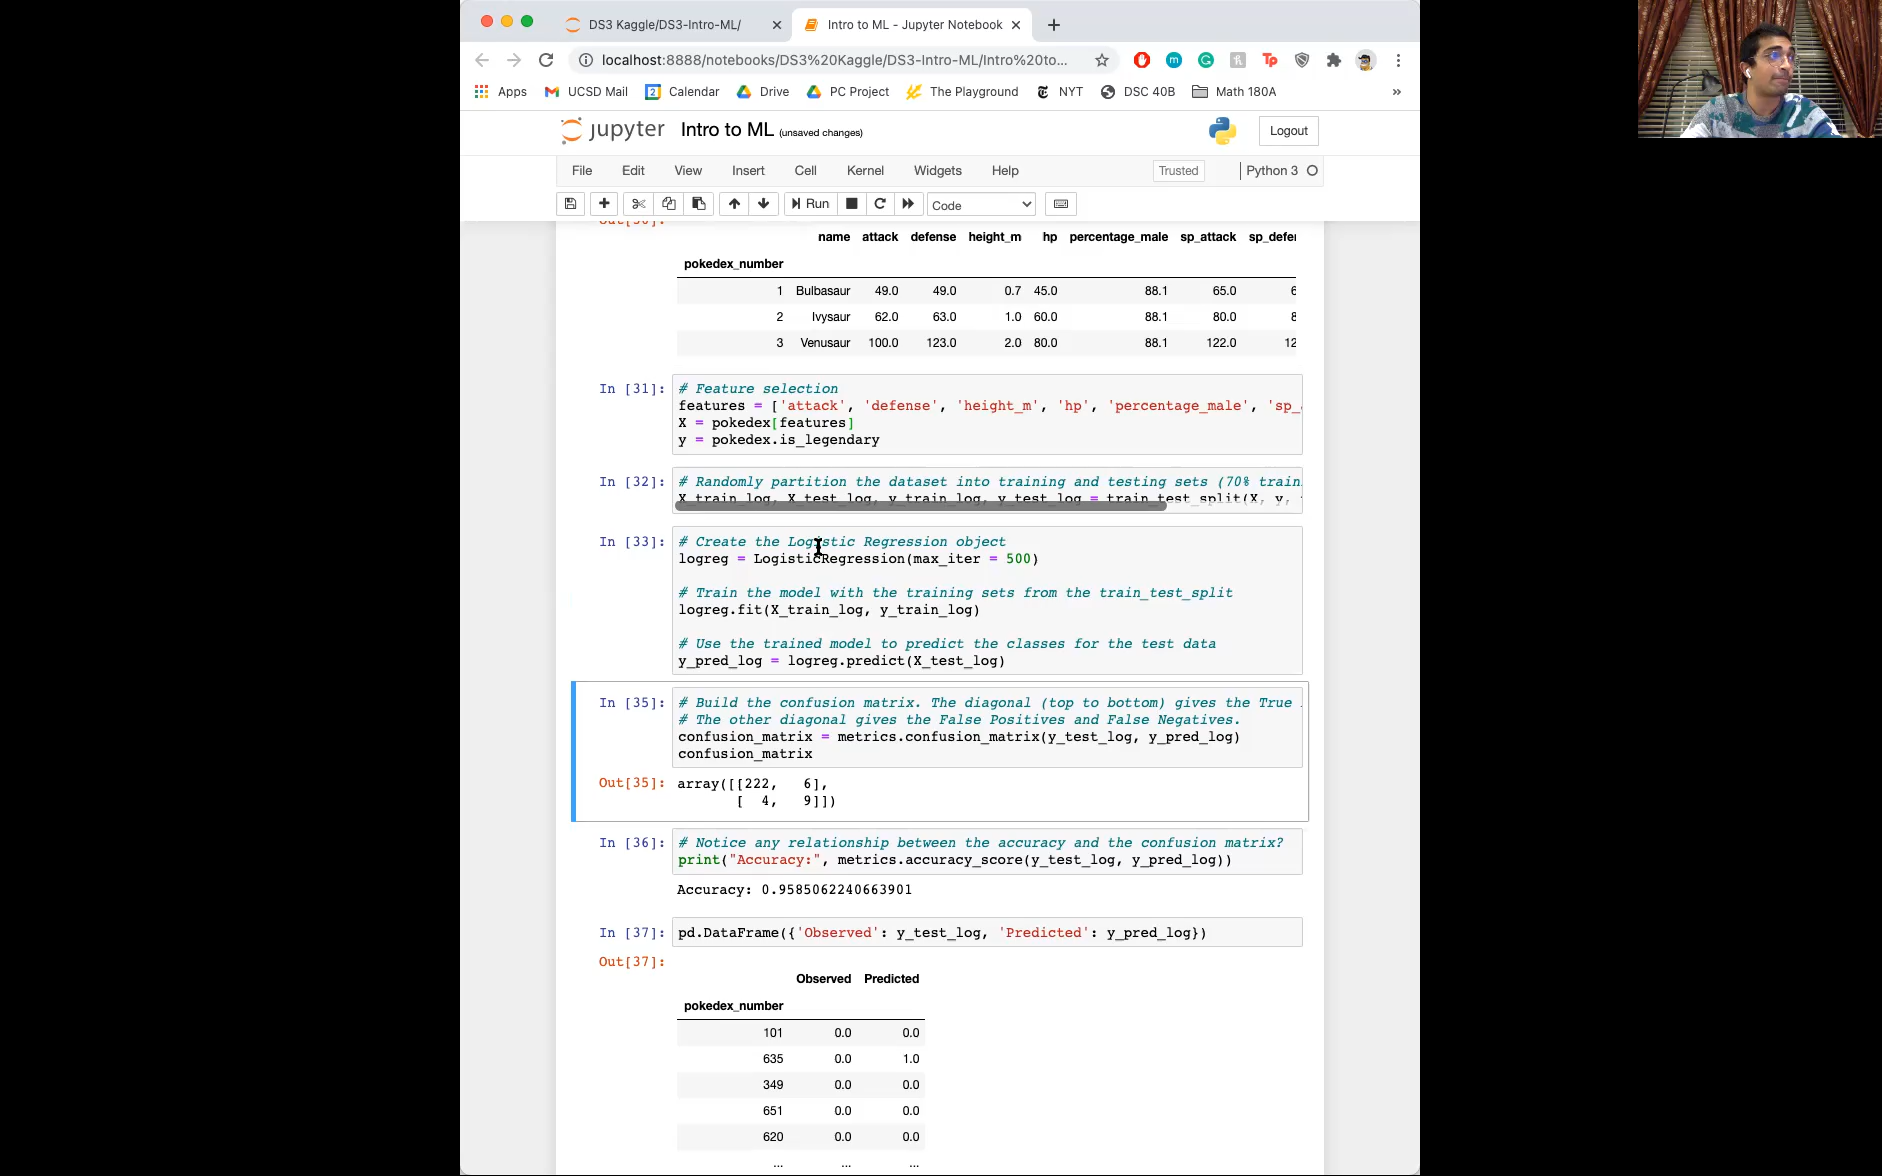 DS3 Kaggle/DS3-Intro-ML/
Intro to ML - Jupyter Notebook
localhost:8888/notebooks/DS3%20Kaggle/DS3-Intro-ML/Intro%20to...
Apps
UCSD Mail
2
Calendar
Drive
PC Project
The Playground
NYT
DSC 40B
Math 180A
»
jupyter
Intro to ML (unsaved changes)
Logout
File
Edit
View
Insert
Cell
Kernel
Widgets
Help
Trusted
Python 3
Run
Code
name attack defense height_m hp percentage_male sp_attack sp_defer
pokedex_number
1 Bulbasaur 49.0 49.0 0.7 45.0 88.1 65.0 6
2 Ivysaur 62.0 63.0 1.0 60.0 88.1 80.0 8
3 Venusaur 100.0 123.0 2.0 80.0 88.1 122.0 12
In [31]:
# Feature selection
features = ['attack', 'defense', 'height_m', 'hp', 'percentage_male', 'sp_
X = pokedex[features]
y = pokedex.is_legendary
In [32]:
# Randomly partition the dataset into training and testing sets (70% train
X_train_log, X_test_log, y_train_log, y_test_log = train_test_split(X, y,
In [33]:
# Create the Logistic Regression object
logreg = LogisticRegression(max_iter = 500)
# Train the model with the training sets from the train_test_split
logreg.fit(X_train_log, y_train_log)
# Use the trained model to predict the classes for the test data
y_pred_log = logreg.predict(X_test_log)
In [35]:
# Build the confusion matrix. The diagonal (top to bottom) gives the True
# The other diagonal gives the False Positives and False Negatives.
confusion_matrix = metrics.confusion_matrix(y_test_log, y_pred_log)
confusion_matrix
Out[35]:
array([[222, 6],
[ 4, 9]])
In [36]:
# Notice any relationship between the accuracy and the confusion matrix?
print("Accuracy:", metrics.accuracy_score(y_test_log, y_pred_log))
Accuracy: 0.9585062240663901
In [37]:
pd.DataFrame({'Observed': y_test_log, 'Predicted': y_pred_log})
Out[37]:
Observed Predicted
pokedex_number
101 0.0 0.0
635 0.0 1.0
349 0.0 0.0
651 0.0 0.0
620 0.0 0.0
... ... ...